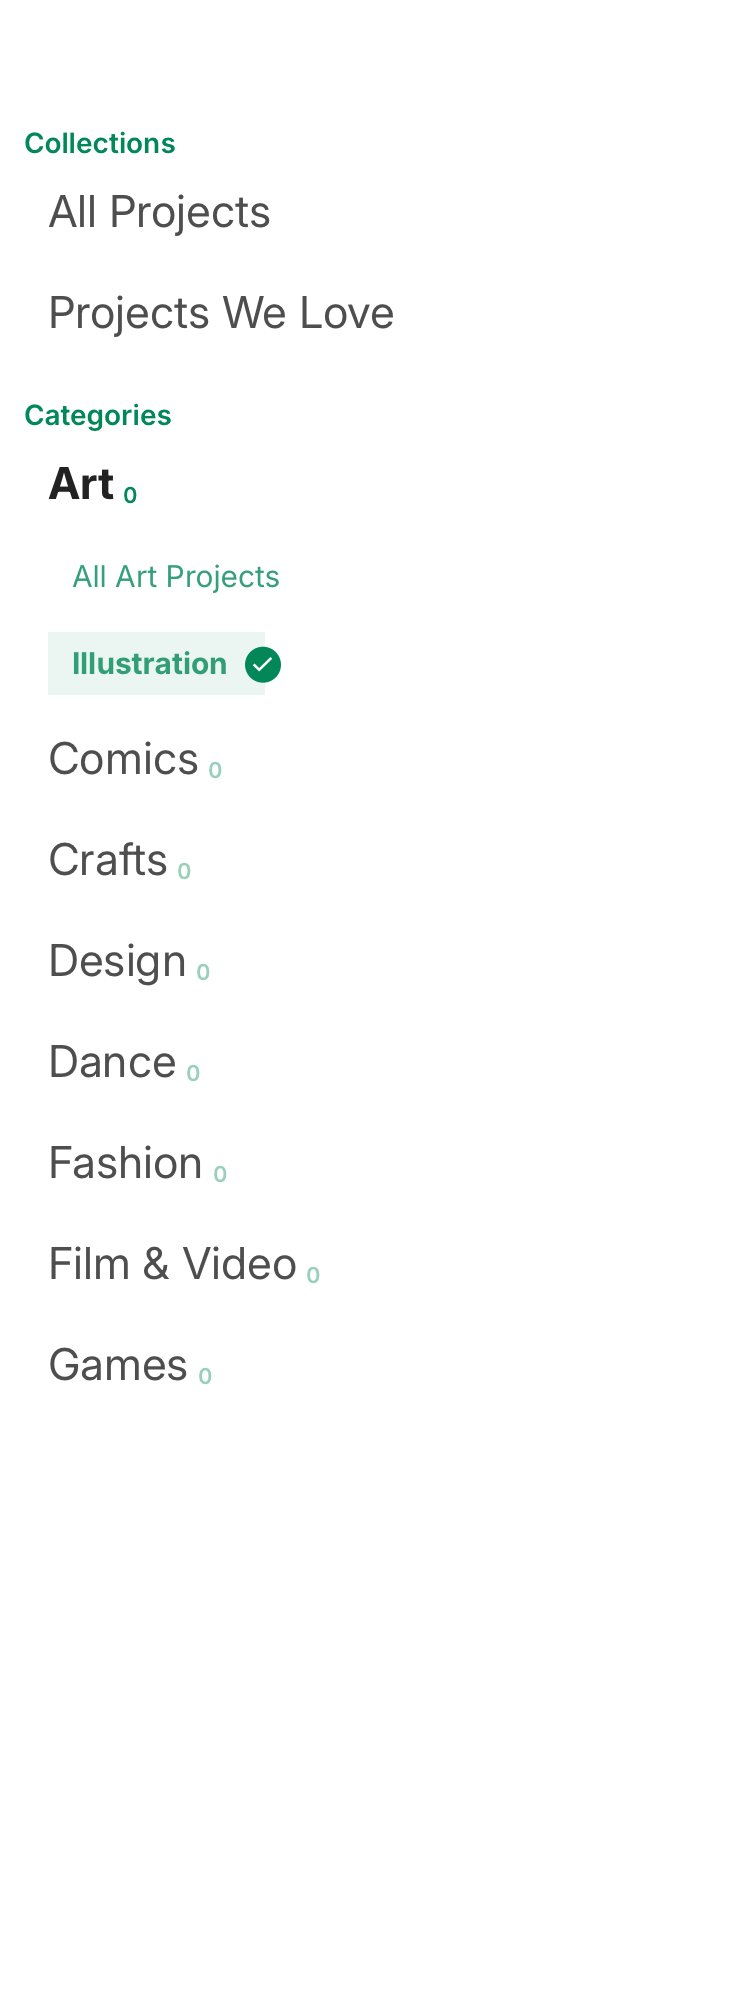 Collections
All Projects
Projects We Love
Categories
Art 0
All Art Projects
Illustration
Comics 0
Crafts 0
Design 0
Dance 0
Fashion 0
Film & Video 0
Games 0